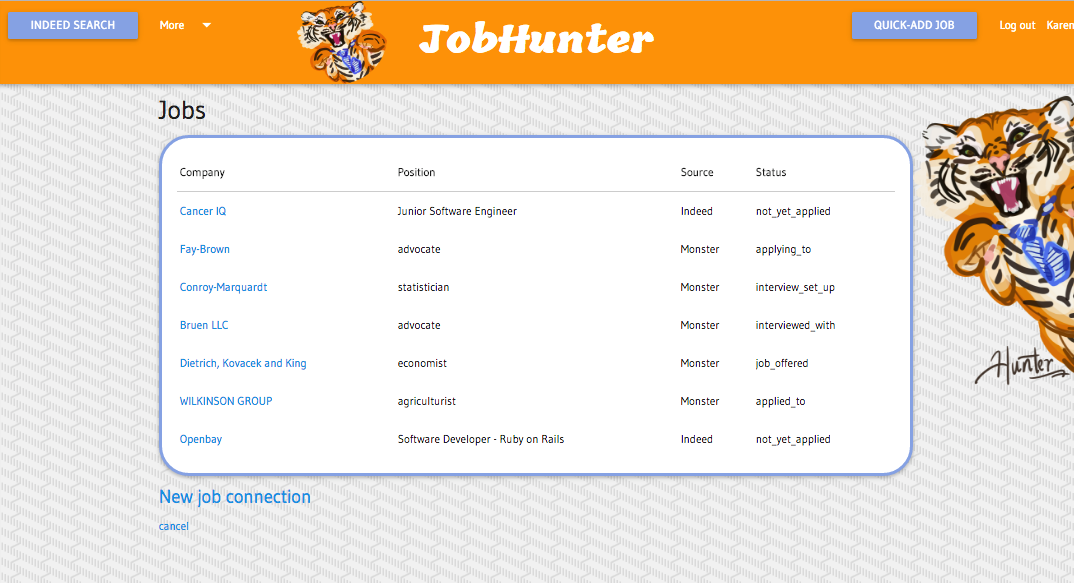 INDEED SEARCH More JobHunter QUICK-ADD JOB Log out Karen
Jobs
Company Position Source Status
Cancer IQ Junior Software Engineer Indeed not_yet_applied
Fay-Brown advocate Monster applying_to
Conroy-Marquardt statistician Monster interview_set_up
Bruen LLC advocate Monster interviewed_with
Dietrich, Kovacek and King economist Monster job_offered
WILKINSON GROUP agriculturist Monster applied_to
Openbay Software Developer - Ruby on Rails Indeed not_yet_applied
Hunter
New job connection
cancel